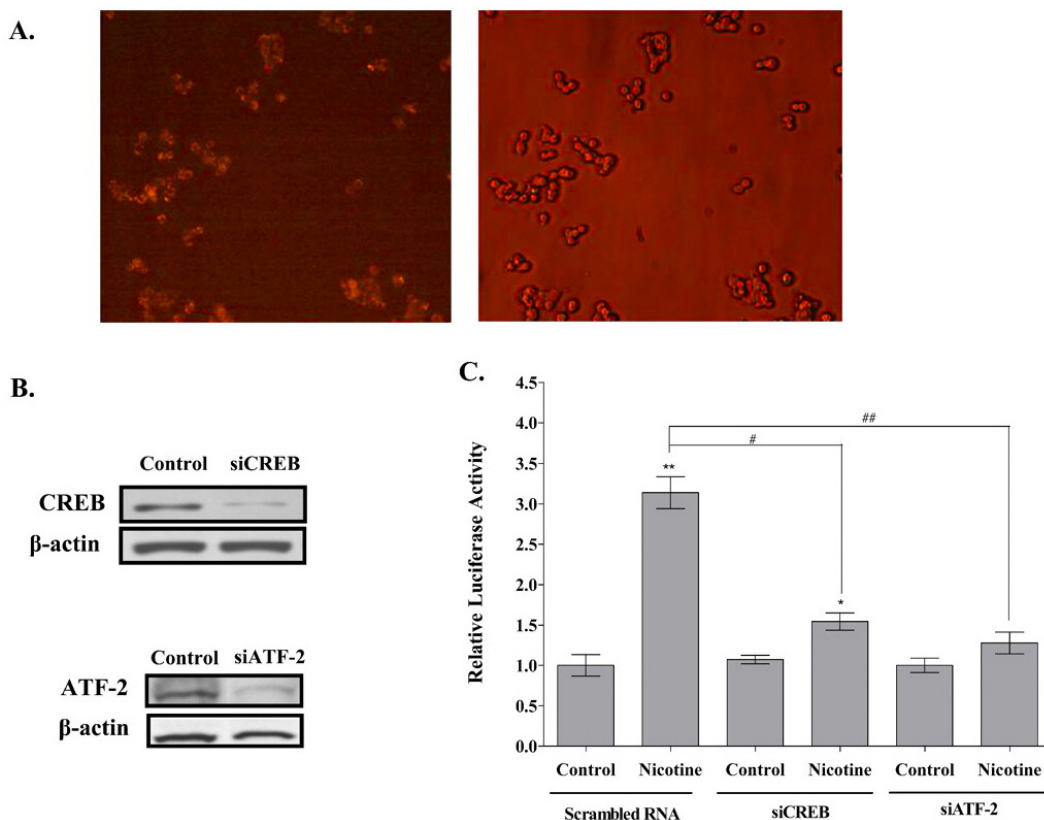 A.
B.
Control siCREB
CREB
β-actin
Control siATF-2
ATF-2
β-actin
C.
Relative Luciferase Activity
4.5
4.0
3.5
3.0
2.5
2.0
1.5
1.0
0.5
0.0
##
#
**
*
Control Nicotine Control Nicotine Control Nicotine
Scrambled RNA siCREB siATF-2